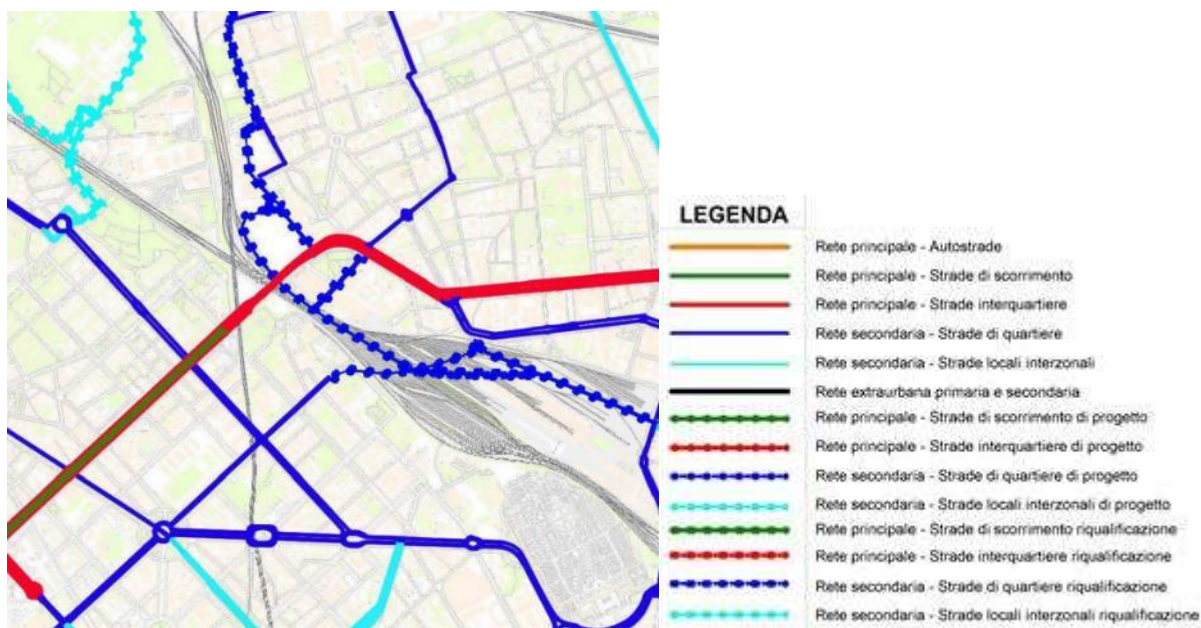 LEGENDA
Rete principale - Autostrade
Rete principale - Strade di scorrimento
Rete principale - Strade interquartiere
Rete secondaria - Strade di quartiere
Rete secondaria - Strade locali interzonali
Rete extraurbana primaria e secondaria
Rete principale - Strade di scorrimento di progetto
Rete principale - Strade interquartiere di progetto
Rete secondaria - Strade di quartiere di progetto
Rete secondaria - Strade locali interzonali di progetto
Rete principale - Strade di scorrimento riqualificazione
Rete principale - Strade interquartiere riqualificazione
Rete secondaria - Strade di quartiere riqualificazione
Rete secondaria - Strade locali interzonali riqualificazione